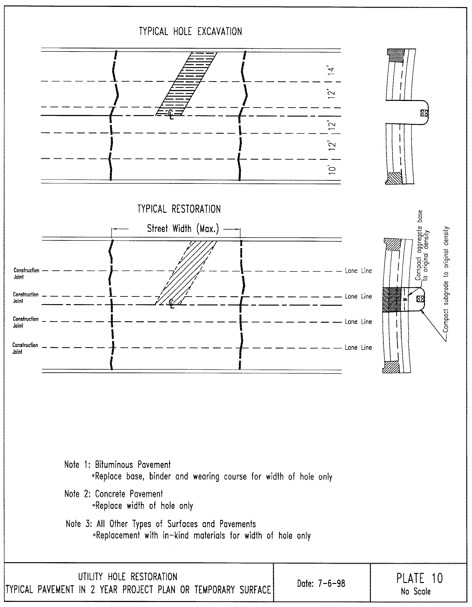 TYPICAL HOLE EXCAVATION
14'
12'
12'
12'
10'
TYPICAL RESTORATION
Street Width (Max.)
Construction
Joint
Lane Line
Construction
Joint
Lane Line
Construction
Joint
Lane Line
Construction
Joint
Lane Line
Compact aggregate base
to original density
Compact subgrade to original density
Note 1: Bituminous Pavement
*Replace base, binder and wearing course for width of hole only
Note 2: Concrete Pavement
*Replace width of hole only
Note 3: All Other Types of Surfaces and Pavements
*Replacement with in-kind materials for width of hole only
UTILITY HOLE RESTORATION
TYPICAL PAVEMENT IN 2 YEAR PROJECT PLAN OR TEMPORARY SURFACE
Date: 7-6-98
PLATE 10
No Scale